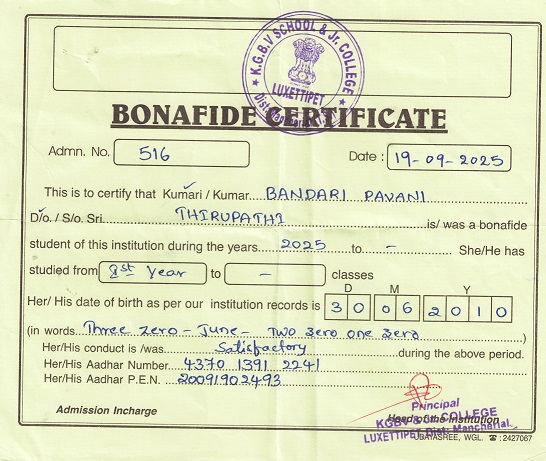 K.G.B.V SCHOOL & Jr. COLLEGE
LUXETTIPET
BONAFIDE CERTIFICATE
Admn. No. 516 Date : 19-09-2025
This is to certify that Kumari / Kumar BANDARI PAVANI
D/o. / S/o. Sri. THIRUPATHI is/ was a bonafide
student of this institution during the years 2025 to - She/He has
studied from Ist Year to - classes
D M Y
Her/ His date of birth as per our institution records is 30 06 2010
(in words Three zero - June - Two zero one zero )
Her/His conduct is /was Satisfactory during the above period.
Her/His Aadhar Number 4370 1391 2241
Her/His Aadhar P.E.N. 20091902493
Admission Incharge Head of the Institution
Principal
KGBV & Jr. COLLEGE
LUXETTIPET Dist: Mancherial.
UDAYASREE, WGL. ☎ : 2427067